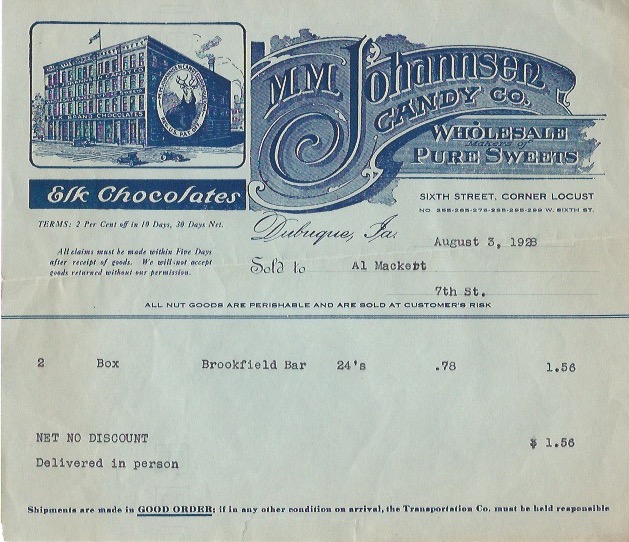 M.M. Johannsen
CANDY CO.
WHOLESALE
Makers of
PURE SWEETS
BRAND CHOCOLATES
Elk Chocolates
SIXTH STREET, CORNER LOCUST
TERMS: 2 Per Cent off in 10 Days, 30 Days Net.
Dubuque, Ia. August 3, 1928
All claims must be made within Five Days
after receipt of goods. We will not accept
goods returned without our permission.
Sold to Al Mackert
7th St.
ALL NUT GOODS ARE PERISHABLE AND ARE SOLD AT CUSTOMER'S RISK
2 Box Brookfield Bar 24's .78 1.56
NET NO DISCOUNT $ 1.56
Delivered in person
Shipments are made in GOOD ORDER; if in any other condition on arrival, the Transportation Co. must be held responsible